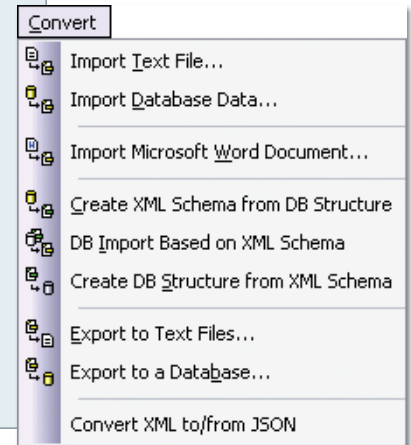 Convert
Import Text File...
Import Database Data...
Import Microsoft Word Document...
Create XML Schema from DB Structure
DB Import Based on XML Schema
Create DB Structure from XML Schema
Export to Text Files...
Export to a Database...
Convert XML to/from JSON